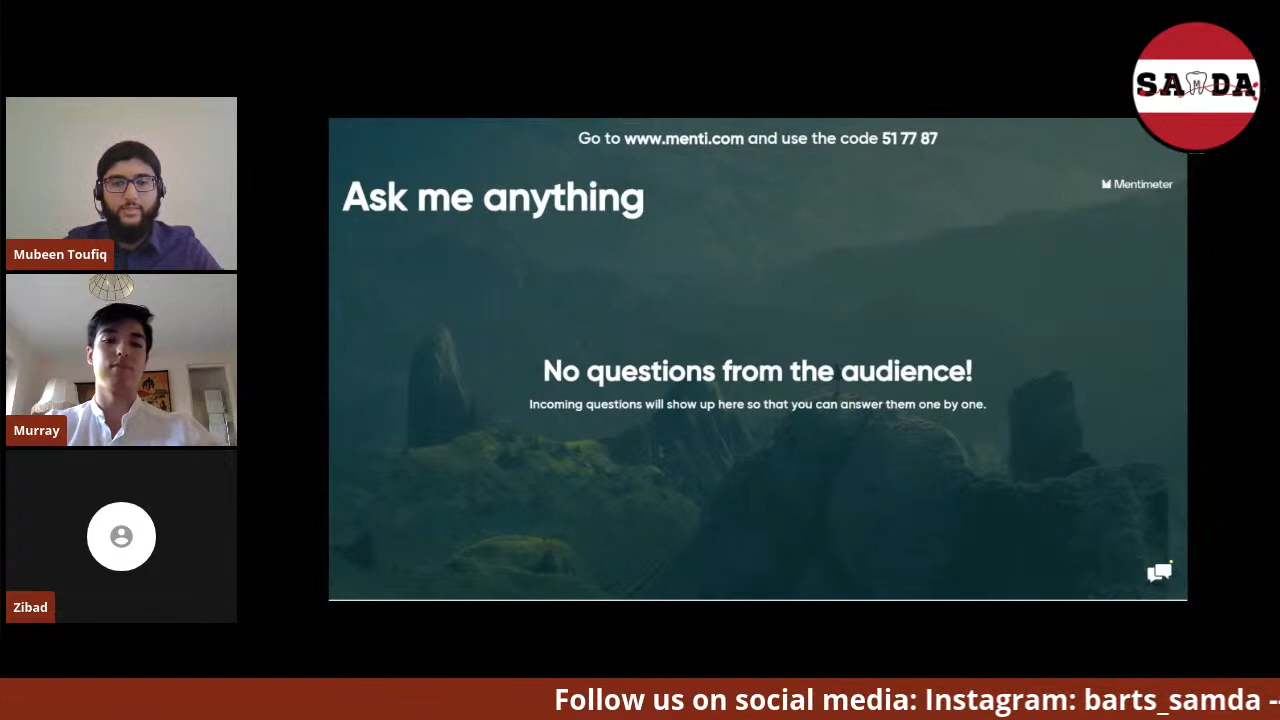 SAMDA
Go to www.menti.com and use the code 51 77 87
Mentimeter
Ask me anything
Mubeen Toufiq
No questions from the audience!
Incoming questions will show up here so that you can answer them one by one.
Murray
Zibad
Follow us on social media: Instagram: barts_samda -